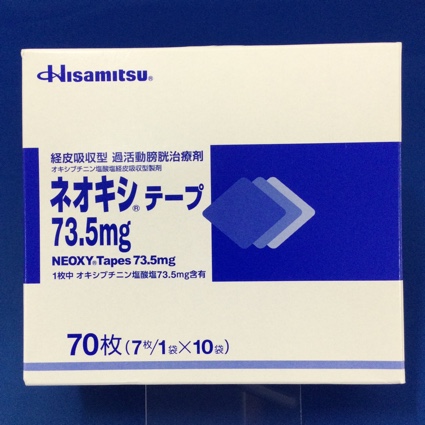 Hisamitsu®
経皮吸収型 過活動膀胱治療剤
オキシブチニン塩酸塩経皮吸収型製剤
ネオキシ®テープ
73.5mg
NEOXY®Tapes 73.5mg
1枚中 オキシブチニン塩酸塩73.5mg含有
70枚(7枚/1袋×10袋)